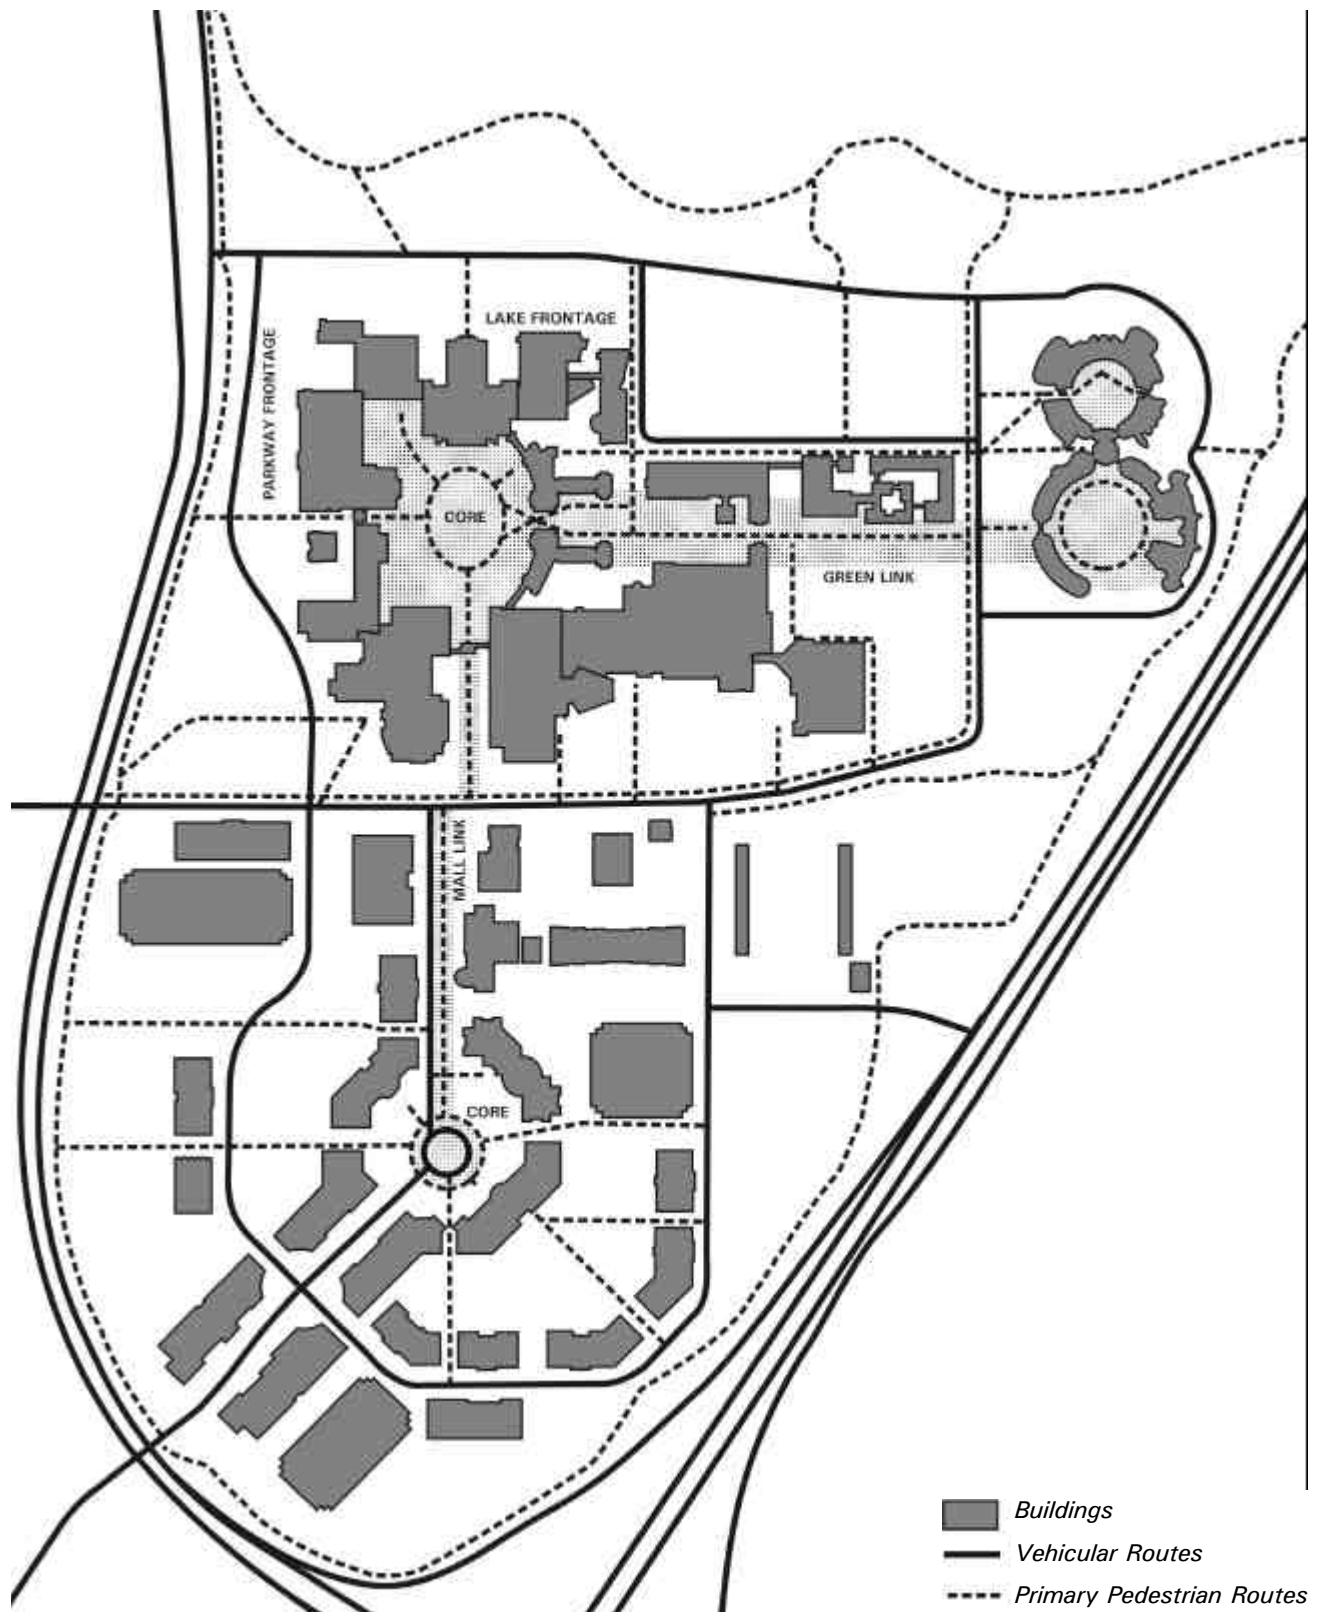 LAKE FRONTAGE
PARKWAY FRONTAGE
CORE
GREEN LINK
MALL LINK
CORE
Buildings
Vehicular Routes
Primary Pedestrian Routes